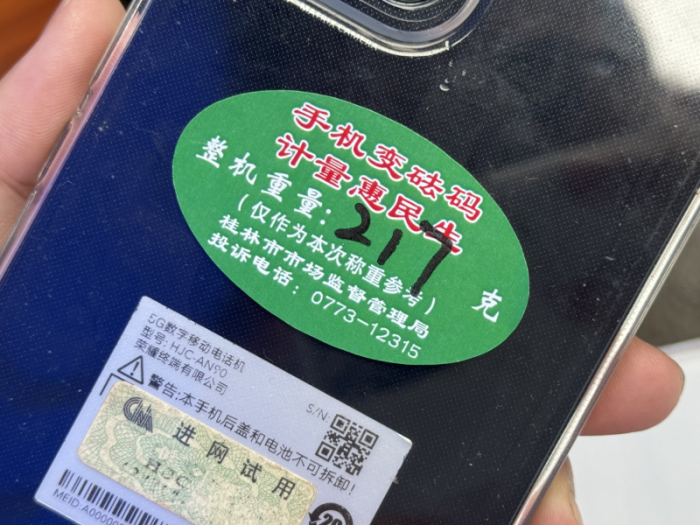 手机变砝码
计量惠民生
整机重量: 217 克
(仅作为本次称重参考)
桂林市市场监督管理局
投诉电话: 0773-12315
5G数字移动电话机
型号: HJC-AN90
荣耀终端有限公司
S/N
警告:本手机后盖和电池不可拆卸!
进网试用
HJC